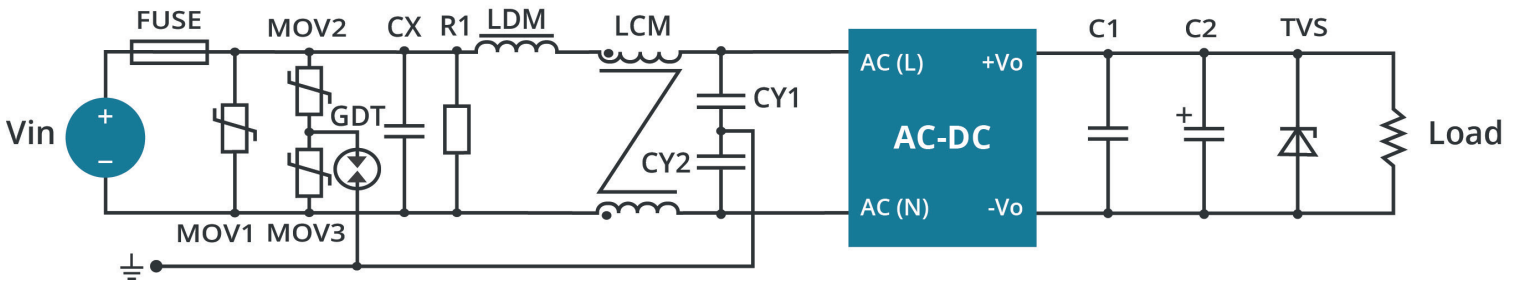 FUSE
MOV2
CX
R1
LDM
LCM
C1
C2
TVS
AC (L)
+Vo
+
GDT
CY1
+
Vin
AC-DC
Load
–
CY2
AC (N)
-Vo
MOV1
MOV3